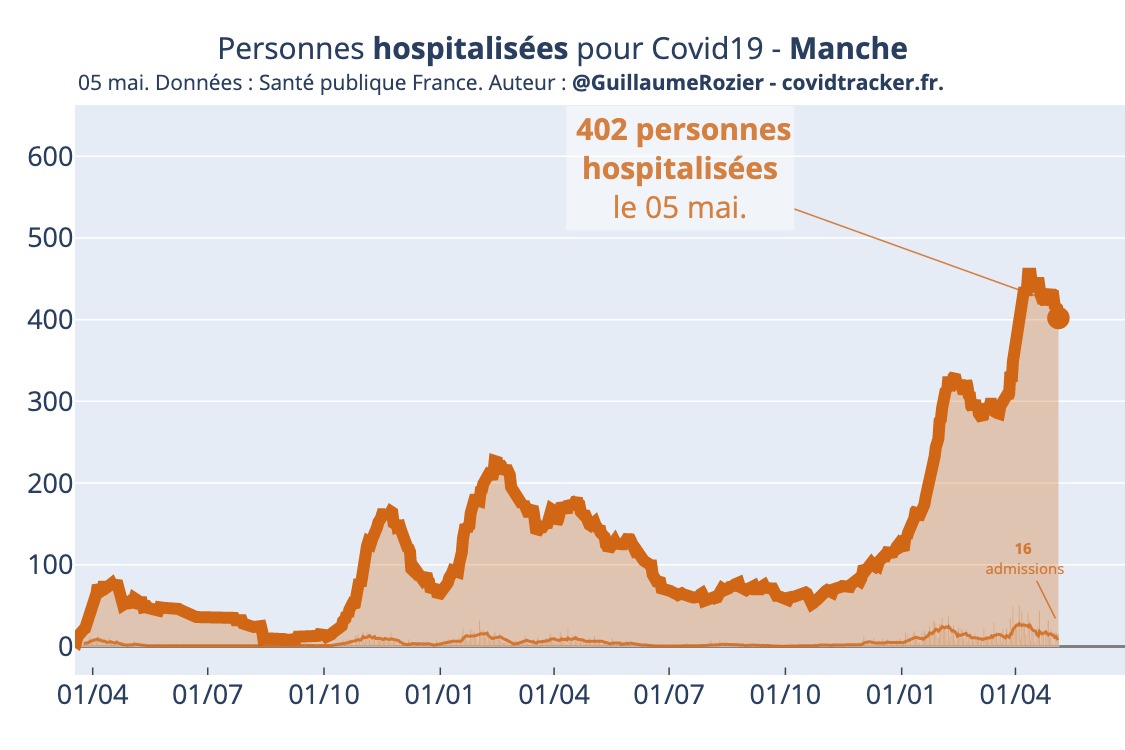 Personnes hospitalisées pour Covid19 - Manche
05 mai. Données : Santé publique France. Auteur : @GuillaumeRozier - covidtracker.fr.
402 personnes
hospitalisées
le 05 mai.
600
500
400
300
200
100
0
16
admissions
01/04
01/07
01/10
01/01
01/04
01/07
01/10
01/01
01/04